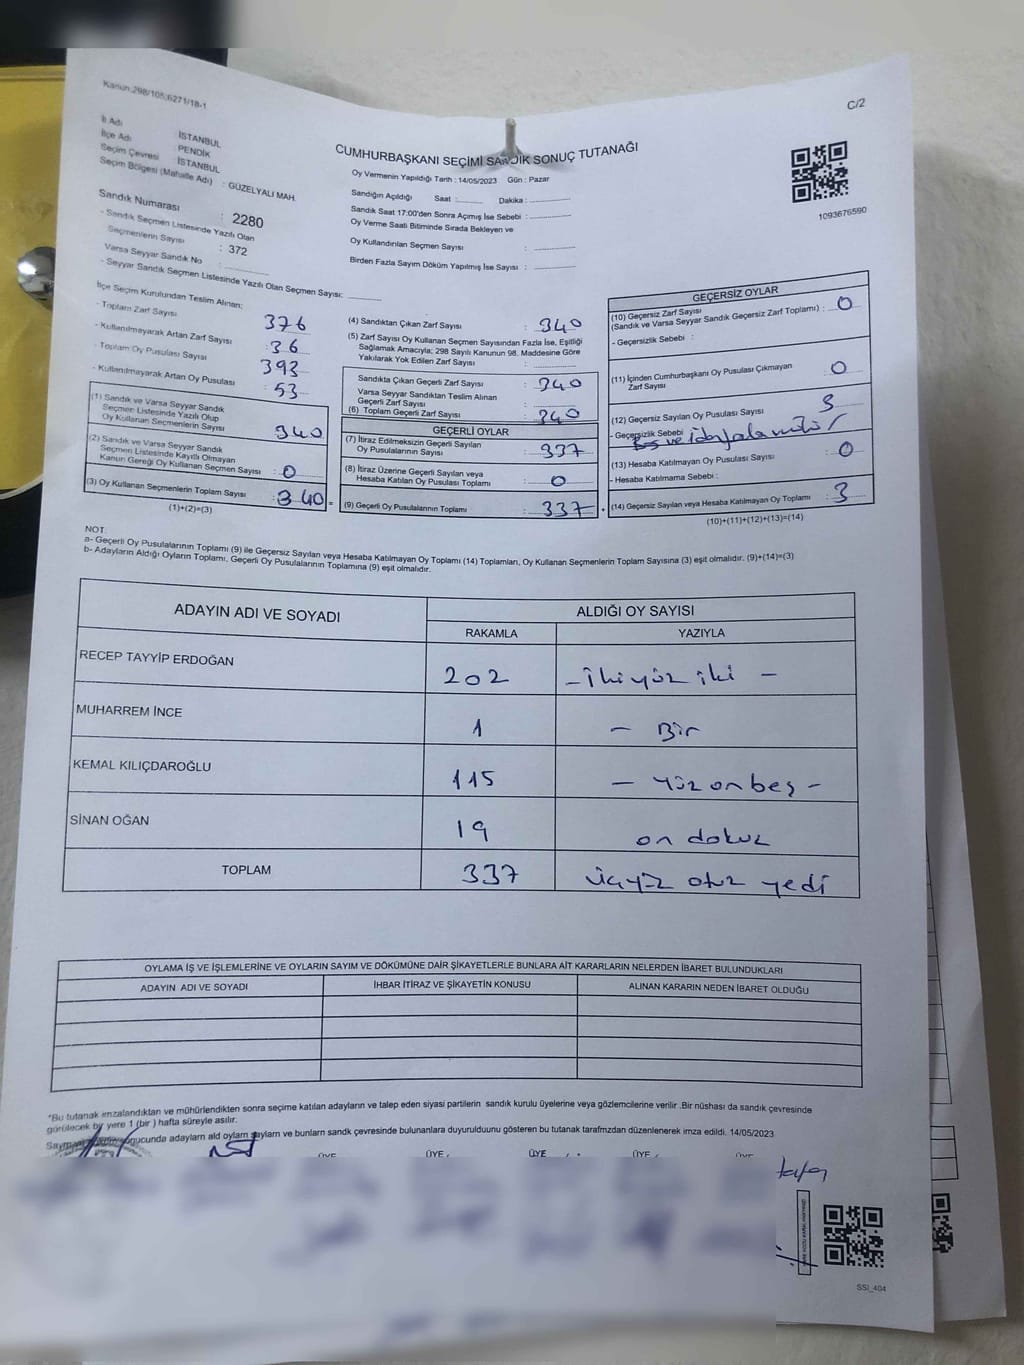 Kanun:298/105;6271/18-1
C/2
İl Adı : İSTANBUL
İlçe Adı : PENDİK
Seçim Çevresi : İSTANBUL
Seçim Bölgesi (Mahalle Adı) : GÜZELYALI MAH.
Sandık Numarası : 2280
- Sandık Seçmen Listesinde Yazılı Olan
Seçmenlerin Sayısı : 372
Varsa Seyyar Sandık No :
- Seyyar Sandık Seçmen Listesinde Yazılı Olan Seçmen Sayısı:
CUMHURBAŞKANI SEÇİMİ SANDIK SONUÇ TUTANAĞI
Oy Vermenin Yapıldığı Tarih : 14/05/2023 Gün : Pazar
Sandığın Açıldığı Saat : Dakika :
Sandık Saat 17:00'den Sonra Açımış İse Sebebi :
Oy Verme Saati Bitiminde Sırada Bekleyen ve
Oy Kullandırılan Seçmen Sayısı :
Birden Fazla Sayım Döküm Yapılmış İse Sayısı :
1093676590
İlçe Seçim Kurulundan Teslim Alınan;
- Toplam Zarf Sayısı 376
- Kullanılmayarak Artan Zarf Sayısı : 36
- Toplam Oy Pusulası Sayısı 393
- Kullanılmayarak Artan Oy Pusulası : 53
(1) Sandık ve Varsa Seyyar Sandık
Seçmen Listesinde Yazılı Olup
Oy Kullanan Seçmenlerin Sayısı 340
(2) Sandık ve Varsa Seyyar Sandık
Seçmen Listesinde Kayıtlı Olmayan
Kanun Gereği Oy Kullanan Seçmen Sayısı : 0
(3) Oy Kullanan Seçmenlerin Toplam Sayısı : 340 =
(1)+(2)=(3)
(4) Sandıktan Çıkan Zarf Sayısı : 340
(5) Zarf Sayısı Oy Kullanan Seçmen Sayısından Fazla İse, Eşitliği
Sağlamak Amacıyla; 298 Sayılı Kanunun 98. Maddesine Göre
Yakılarak Yok Edilen Zarf Sayısı :
Sandıkta Çıkan Geçerli Zarf Sayısı : 340
Varsa Seyyar Sandıktan Teslim Alınan
Geçerli Zarf Sayısı :
(6) Toplam Geçerli Zarf Sayısı : 340
GEÇERLİ OYLAR
(7) İtiraz Edilmeksizin Geçerli Sayılan
Oy Pusulalarının Sayısı : 337
(8) İtiraz Üzerine Geçerli Sayılan veya
Hesaba Katılan Oy Pusulası Toplamı : 0
(9) Geçerli Oy Pusulalarının Toplamı : 337 +
GEÇERSİZ OYLAR
(10) Geçersiz Zarf Sayısı
(Sandık ve Varsa Seyyar Sandık Geçersiz Zarf Toplamı) : 0
- Geçersizlik Sebebi :
(11) İçinden Cumhurbaşkanı Oy Pusulası Çıkmayan
Zarf Sayısı : 0
(12) Geçersiz Sayılan Oy Pusulası Sayısı : 3
- Geçersizlik Sebebi
(13) Hesaba Katılmayan Oy Pusulası Sayısı : 0
- Hesaba Katılmama Sebebi :
(14) Geçersiz Sayılan veya Hesaba Katılmayan Oy Toplamı : 3
(10)+(11)+(12)+(13)=(14)
NOT
a- Geçerli Oy Pusulalarının Toplamı (9) ile Geçersiz Sayılan veya Hesaba Katılmayan Oy Toplamı (14) Toplamları, Oy Kullanan Seçmenlerin Toplam Sayısına (3) eşit olmalıdır. (9)+(14)=(3)
b- Adayların Aldığı Oyların Toplamı, Geçerli Oy Pusulalarının Toplamına (9) eşit olmalıdır.
ADAYIN ADI VE SOYADI
ALDIĞI OY SAYISI
RAKAMLA YAZIYLA
RECEP TAYYİP ERDOĞAN 202 - İkiyüz iki -
MUHARREM İNCE 1 - Bir
KEMAL KILIÇDAROĞLU 115 - Yüz onbeş -
SİNAN OĞAN 19 on dokuz
TOPLAM 337 üçyüz otuz yedi
OYLAMA İŞ VE İŞLEMLERİNE VE OYLARIN SAYIM VE DÖKÜMÜNE DAİR ŞİKAYETLERLE BUNLARA AİT KARARLARIN NELERDEN İBARET BULUNDUKLARI
ADAYIN ADI VE SOYADI İHBAR İTİRAZ VE ŞİKAYETİN KONUSU ALINAN KARARIN NEDEN İBARET OLDUĞU
*Bu tutanak imzalandıktan ve mühürlendikten sonra seçime katılan adayların ve talep eden siyasi partilerin sandık kurulu üyelerine veya gözlemcilerine verilir .Bir nüshası da sandık çevresinde
görülecek bir yere 1 (bir ) hafta süreyle asılır.
adayların ald oyların sayların ve bunların sandk çevresinde bulunanlara duyurulduunu gösteren bu tutanak tarafmzdan düzenlenerek imza edildi. 14/05/2023
ÜYE ÜYE ÜYE ÜYE ÜYE
SSI_404